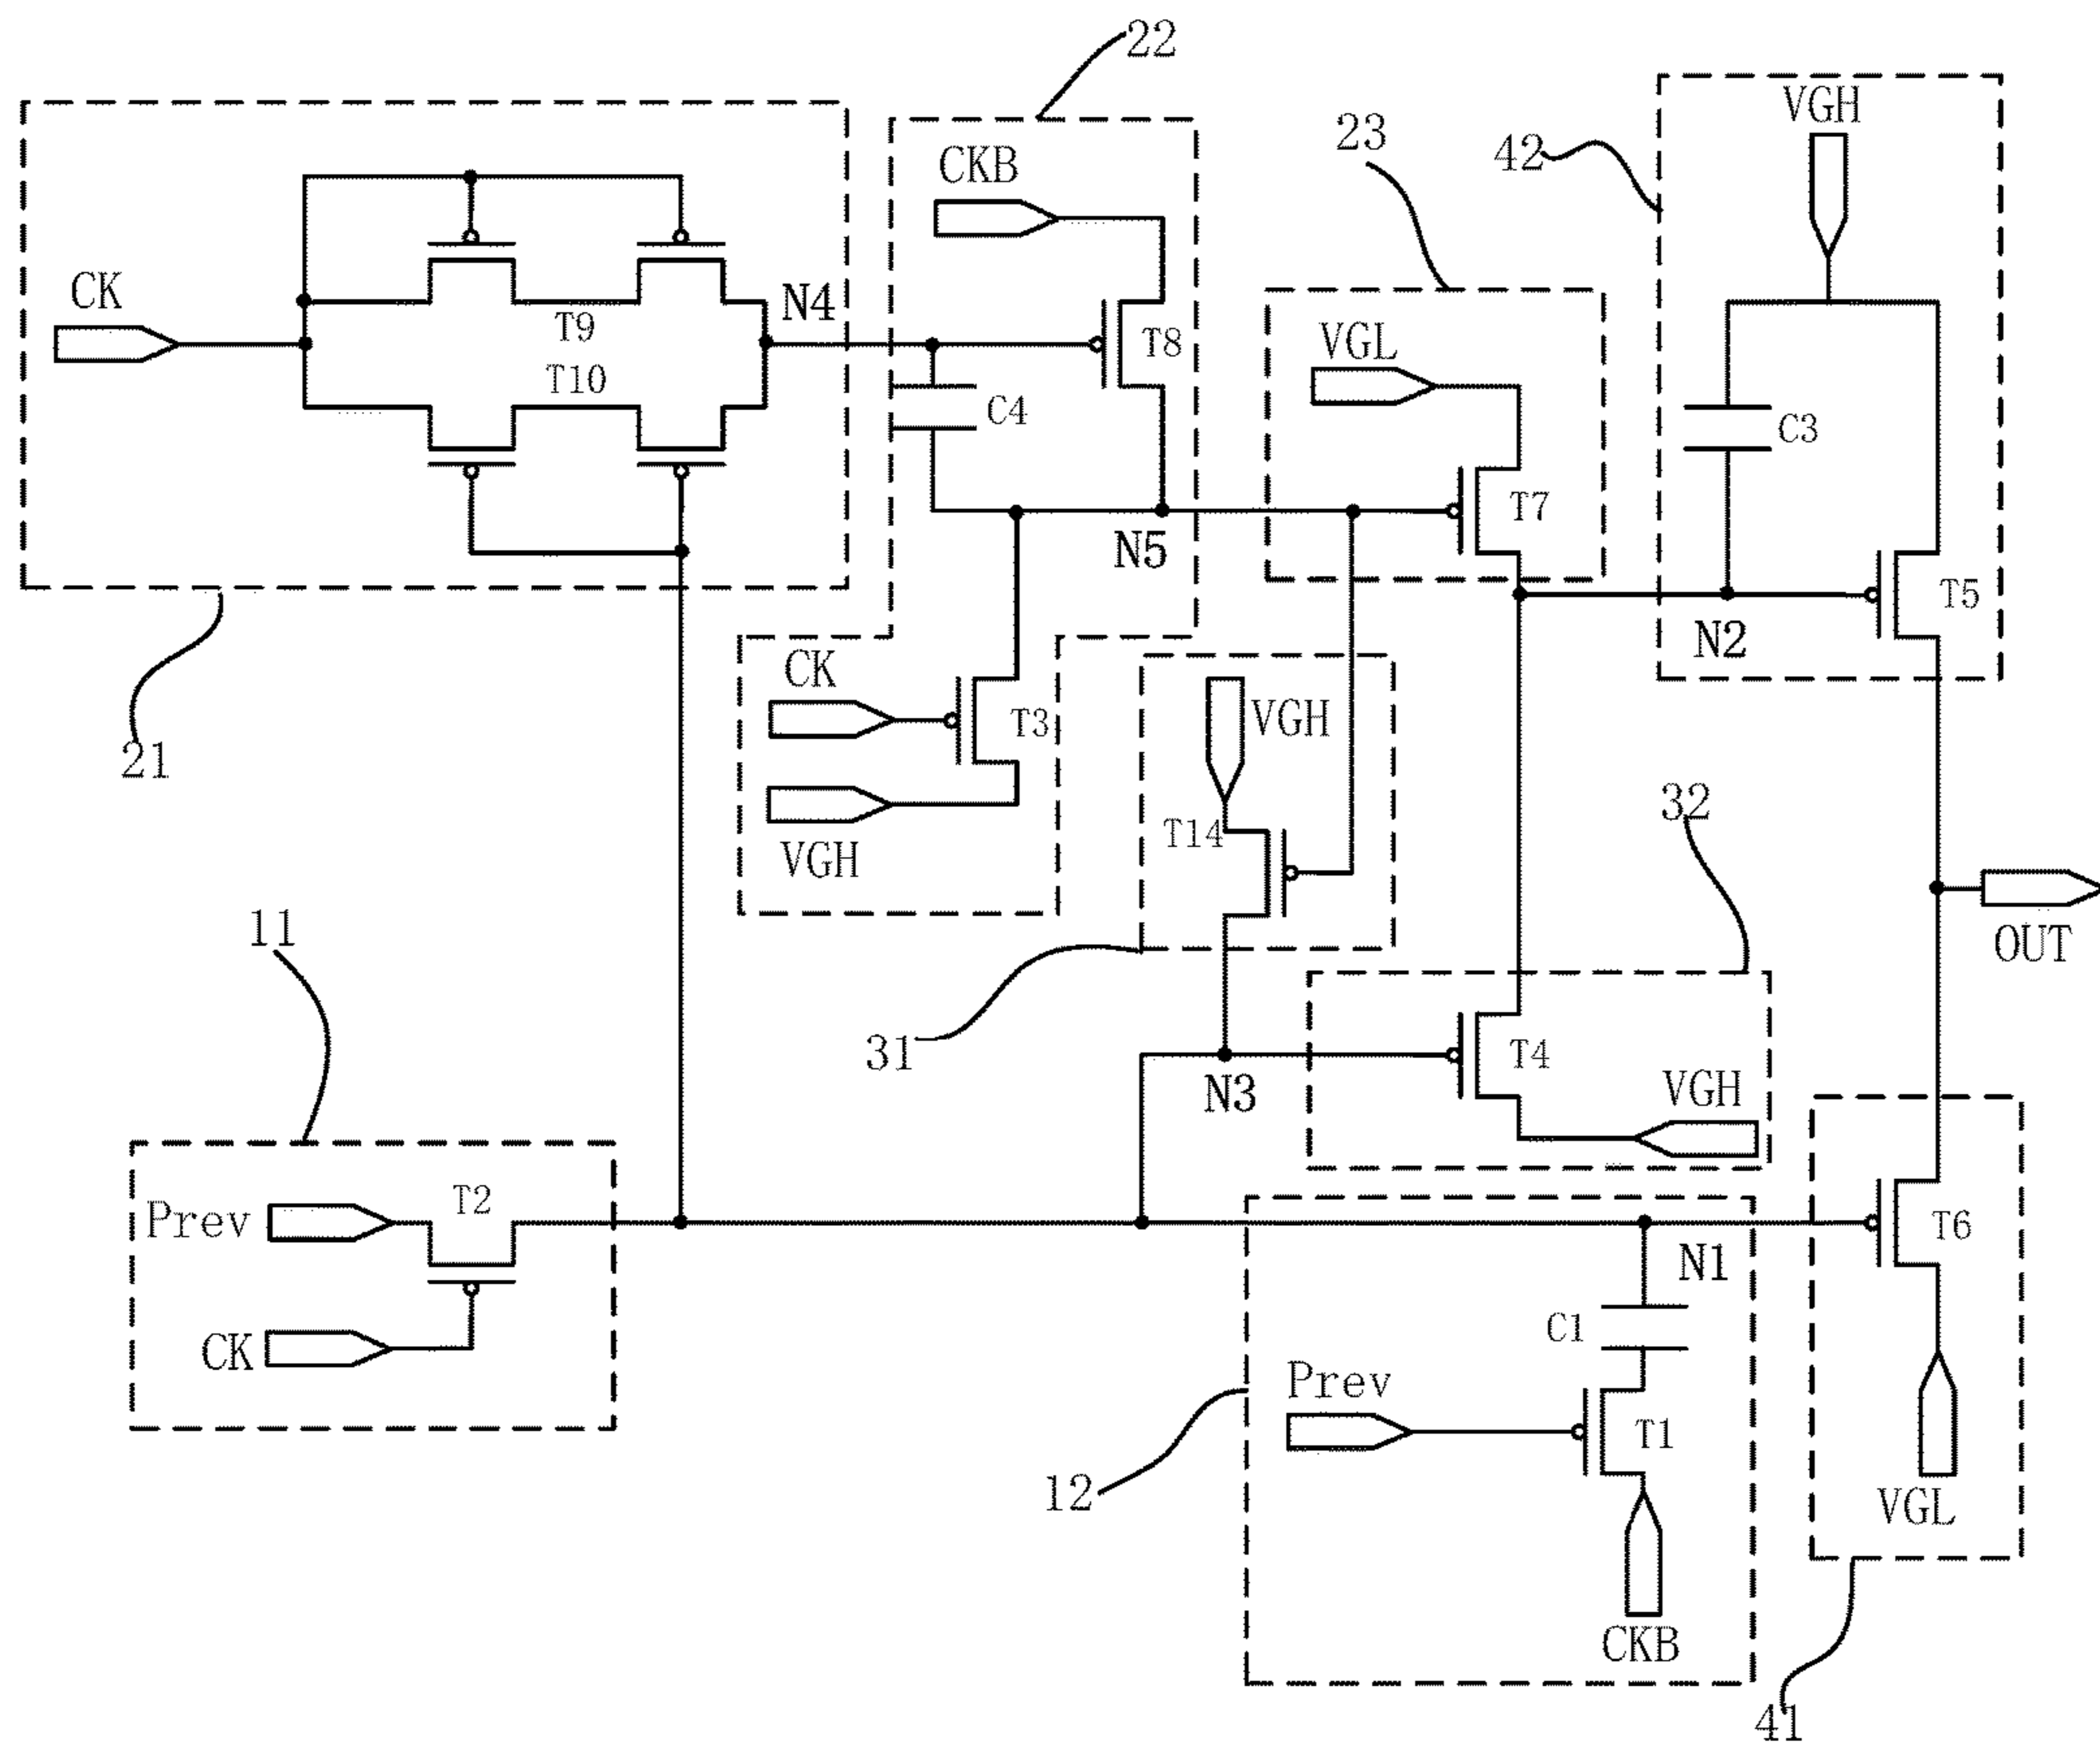 22
VGH
23
42
CKB
CK
N4
T9
T8
VGL
T10
C4
C3
T7
N5
T5
N2
CK
T3
VGH
21
32
T14
VGH
11
OUT
31
N3
T4
VGH
Prev
T2
T6
N1
CK
C1
Prev
T1
12
VGL
CKB
41